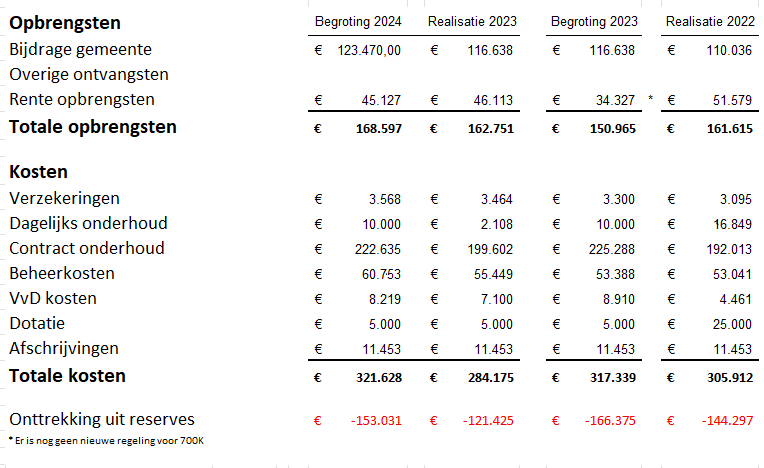 Opbrengsten Begroting 2024 Realisatie 2023 Begroting 2023 Realisatie 2022
Bijdrage gemeente € 123.470,00 € 116.638 € 116.638 € 110.036
Overige ontvangsten
Rente opbrengsten € 45.127 € 46.113 € 34.327 * € 51.579
Totale opbrengsten € 168.597 € 162.751 € 150.965 € 161.615
Kosten
Verzekeringen € 3.568 € 3.464 € 3.300 € 3.095
Dagelijks onderhoud € 10.000 € 2.108 € 10.000 € 16.849
Contract onderhoud € 222.635 € 199.602 € 225.288 € 192.013
Beheerkosten € 60.753 € 55.449 € 53.388 € 53.041
VvD kosten € 8.219 € 7.100 € 8.910 € 4.461
Dotatie € 5.000 € 5.000 € 5.000 € 25.000
Afschrijvingen € 11.453 € 11.453 € 11.453 € 11.453
Totale kosten € 321.628 € 284.175 € 317.339 € 305.912
Onttrekking uit reserves € -153.031 € -121.425 € -166.375 € -144.297
* Er is nog geen nieuwe regeling voor 700K